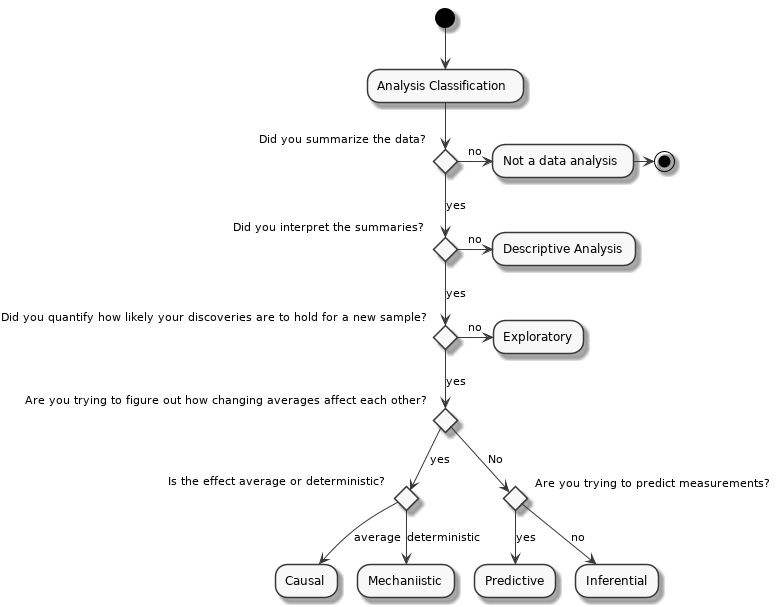 Analysis Classification
Did you summarize the data?
no
Not a data analysis
yes
Did you interpret the summaries?
no
Descriptive Analysis
yes
Did you quantify how likely your discoveries are to hold for a new sample?
no
Exploratory
yes
Are you trying to figure out how changing averages affect each other?
yes
No
Is the effect average or deterministic?
Are you trying to predict measurements?
average
deterministic
yes
no
Causal
Mechaniistic
Predictive
Inferential